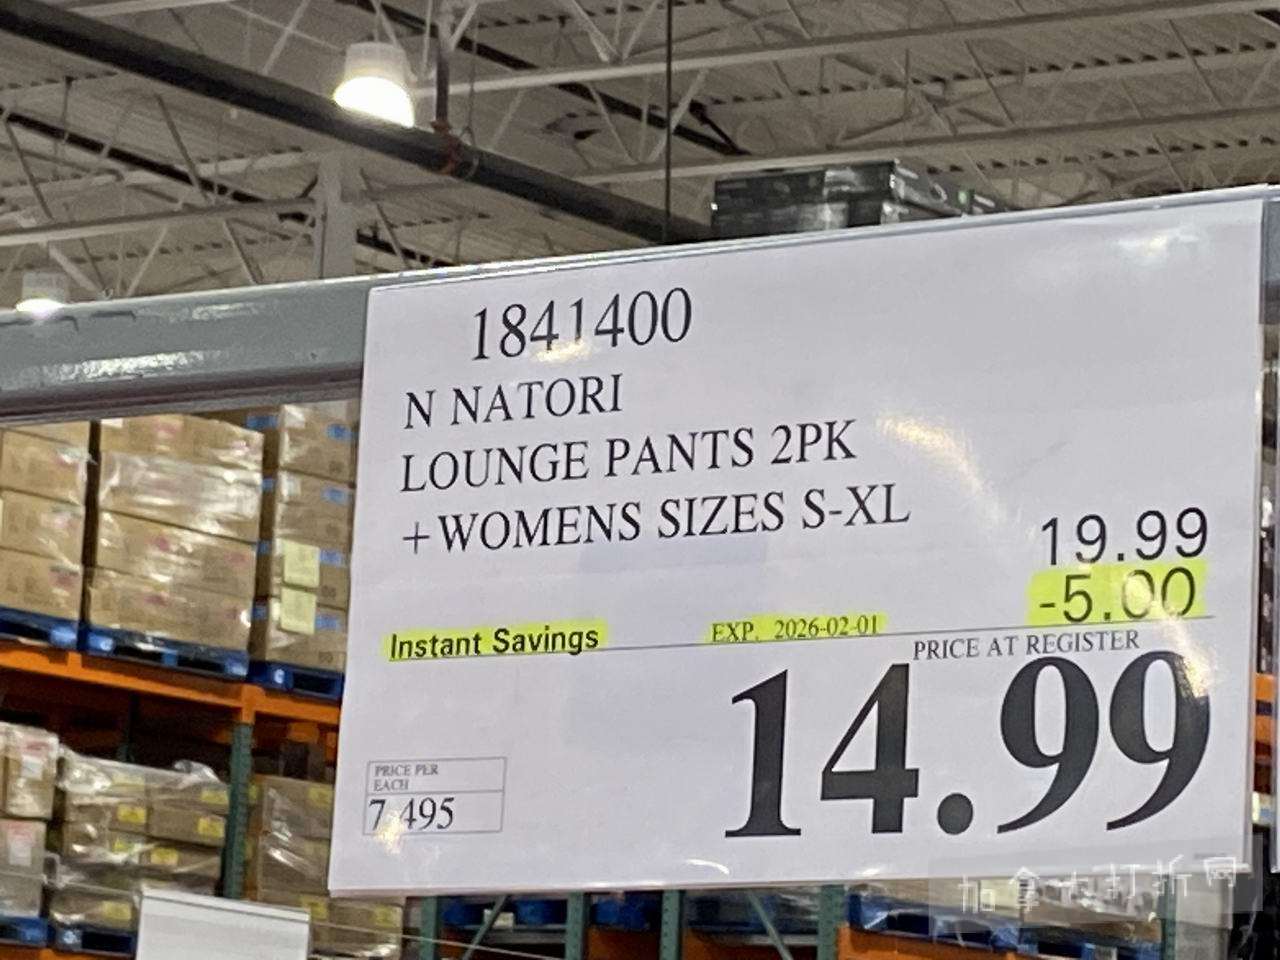 1841400
N NATORI
LOUNGE PANTS 2PK
+WOMENS SIZES S-XL
19.99
-5.00
Instant Savings
EXP. 2026-02-01
PRICE AT REGISTER
14.99
PRICE PER
EACH
7.495
加拿大打折网